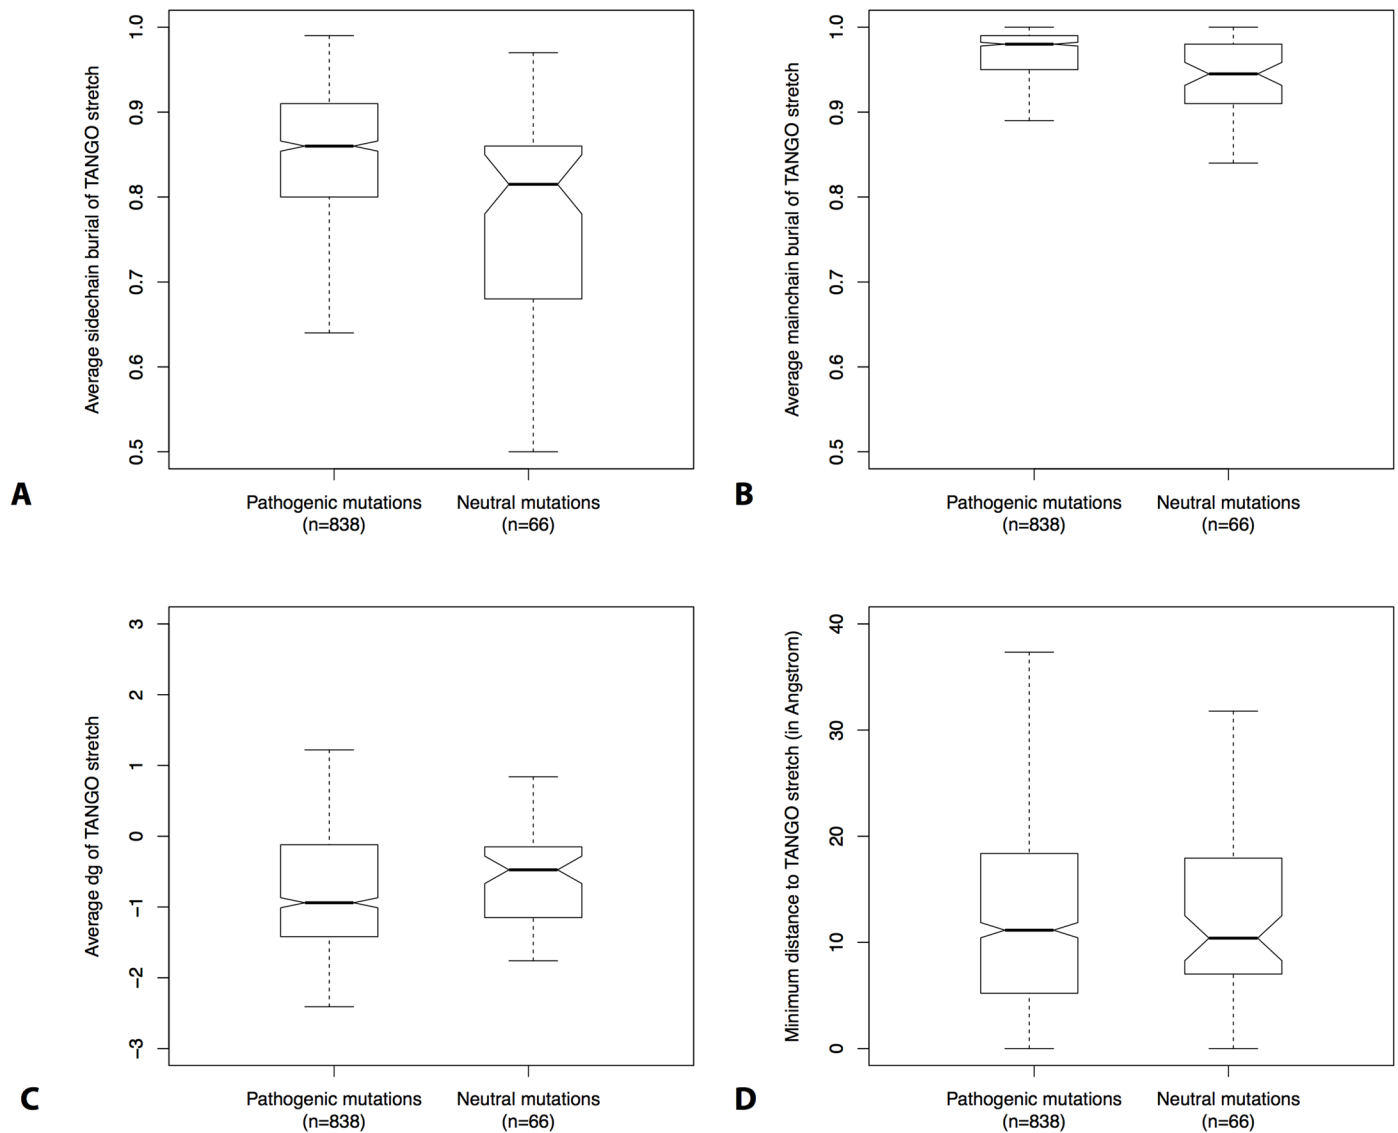 Average sidechain burial of TANGO stretch
1.0
0.9
0.8
0.7
0.6
0.5
Pathogenic mutations
(n=838)
Neutral mutations
(n=66)
A
Average mainchain burial of TANGO stretch
1.0
0.9
0.8
0.7
0.6
0.5
Pathogenic mutations
(n=838)
Neutral mutations
(n=66)
B
Average dg of TANGO stretch
3
2
1
0
−1
−2
−3
Pathogenic mutations
(n=838)
Neutral mutations
(n=66)
C
Minimum distance to TANGO stretch (in Angstrom)
40
30
20
10
0
Pathogenic mutations
(n=838)
Neutral mutations
(n=66)
D